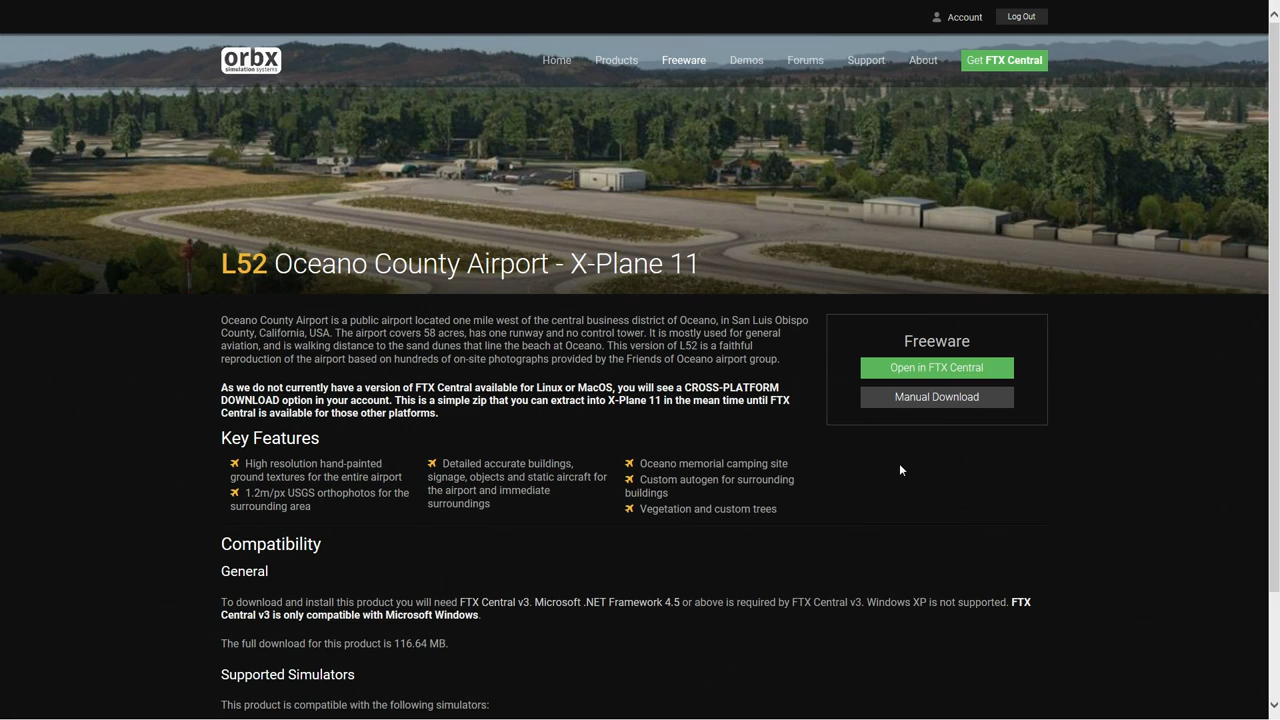 Account
Log Out
orbx
simulation systems
Home
Products
Freeware
Demos
Forums
Support
About
Get FTX Central
L52 Oceano County Airport - X-Plane 11
Oceano County Airport is a public airport located one mile west of the central business district of Oceano, in San Luis Obispo
County, California, USA. The airport covers 58 acres, has one runway and no control tower. It is mostly used for general
aviation, and is walking distance to the sand dunes that line the beach at Oceano. This version of L52 is a faithful
reproduction of the airport based on hundreds of on-site photographs provided by the Friends of Oceano airport group.
As we do not currently have a version of FTX Central available for Linux or MacOS, you will see a CROSS-PLATFORM
DOWNLOAD option in your account. This is a simple zip that you can extract into X-Plane 11 in the mean time until FTX
Central is available for those other platforms.
Freeware
Open in FTX Central
Manual Download
Key Features
High resolution hand-painted
ground textures for the entire airport
1.2m/px USGS orthophotos for the
surrounding area
Detailed accurate buildings,
signage, objects and static aircraft for
the airport and immediate
surroundings
Oceano memorial camping site
Custom autogen for surrounding
buildings
Vegetation and custom trees
Compatibility
General
To download and install this product you will need FTX Central v3. Microsoft .NET Framework 4.5 or above is required by FTX Central v3. Windows XP is not supported. FTX
Central v3 is only compatible with Microsoft Windows.
The full download for this product is 116.64 MB.
Supported Simulators
This product is compatible with the following simulators: